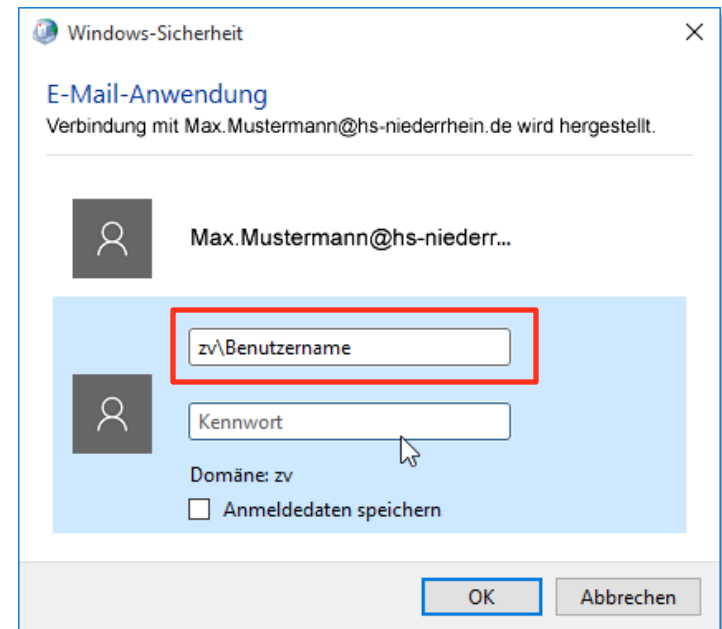 Windows-Sicherheit
E-Mail-Anwendung
Verbindung mit Max.Mustermann@hs-niederrhein.de wird hergestellt.
Max.Mustermann@hs-niederr...
zv\Benutzername
Kennwort
Domäne: zv
Anmeldedaten speichern
OK
Abbrechen